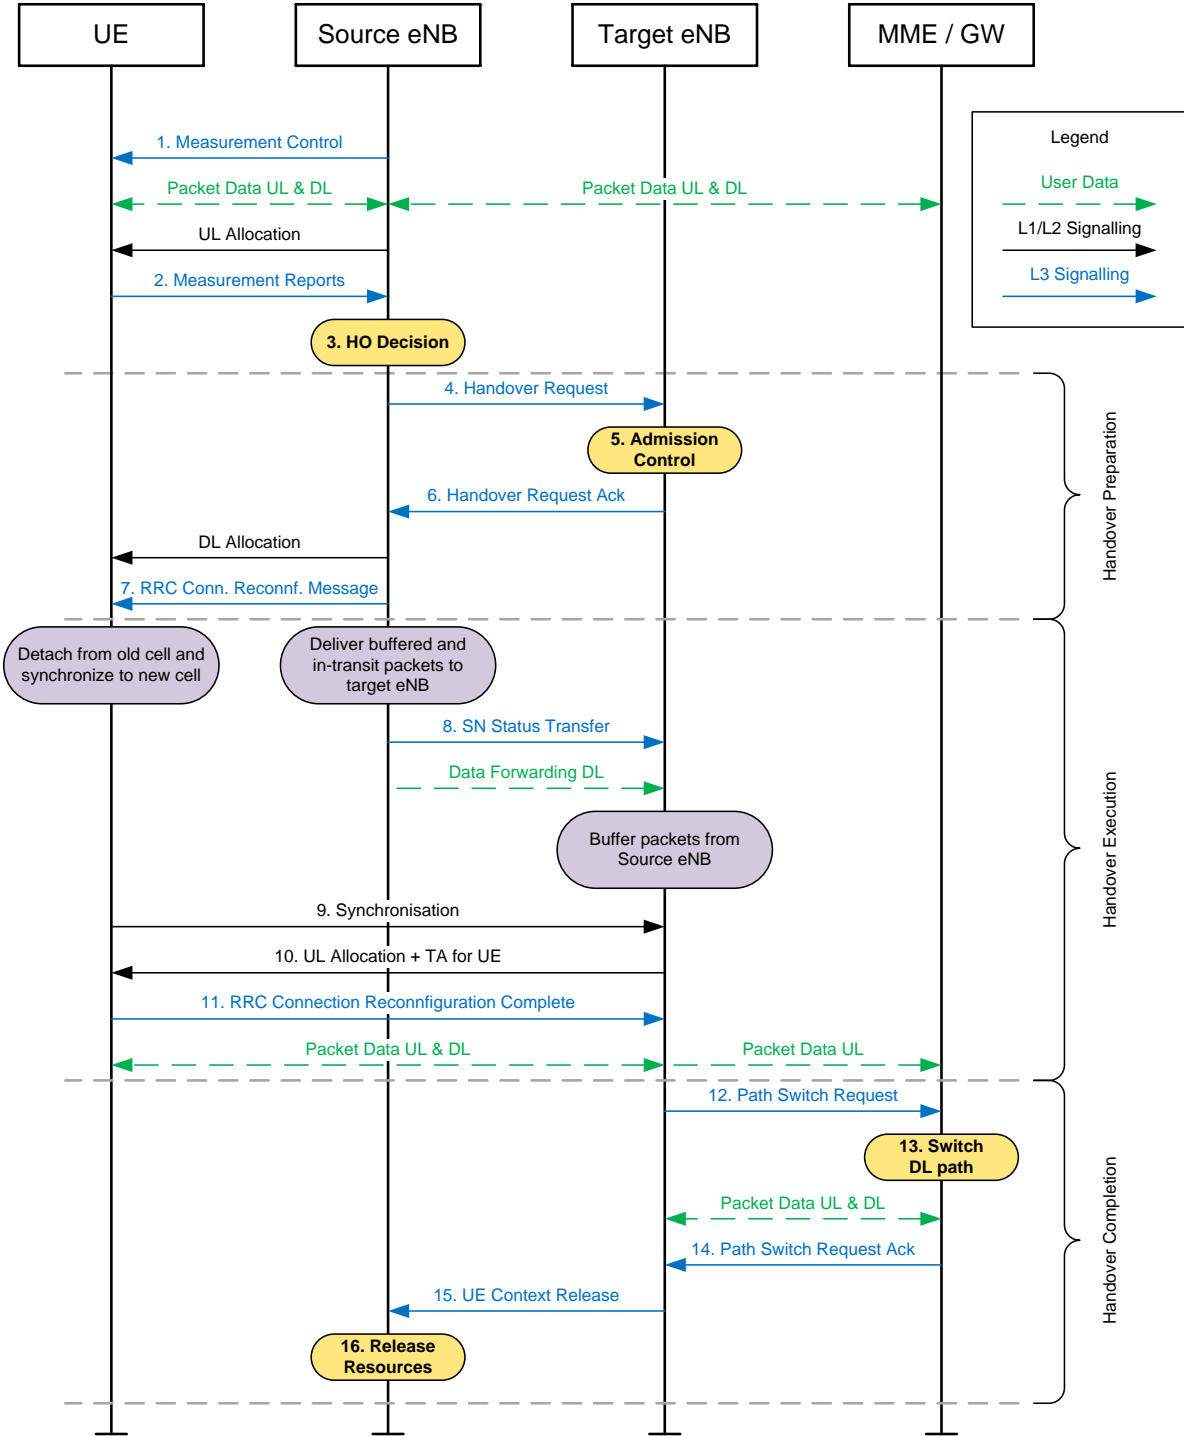 UE
Source eNB
Target eNB
MME / GW
Legend
User Data
L1/L2 Signalling
L3 Signalling
1. Measurement Control
Packet Data UL & DL
Packet Data UL & DL
UL Allocation
2. Measurement Reports
3. HO Decision
4. Handover Request
5. Admission
Control
6. Handover Request Ack
DL Allocation
7. RRC Conn. Reconnf. Message
Handover Preparation
Detach from old cell and
synchronize to new cell
Deliver buffered and
in-transit packets to
target eNB
8. SN Status Transfer
Data Forwarding DL
Buffer packets from
Source eNB
9. Synchronisation
10. UL Allocation + TA for UE
11. RRC Connection Reconnfiguration Complete
Packet Data UL & DL
Packet Data UL
Handover Execution
12. Path Switch Request
13. Switch
DL path
Packet Data UL & DL
14. Path Switch Request Ack
15. UE Context Release
16. Release
Resources
Handover Completion